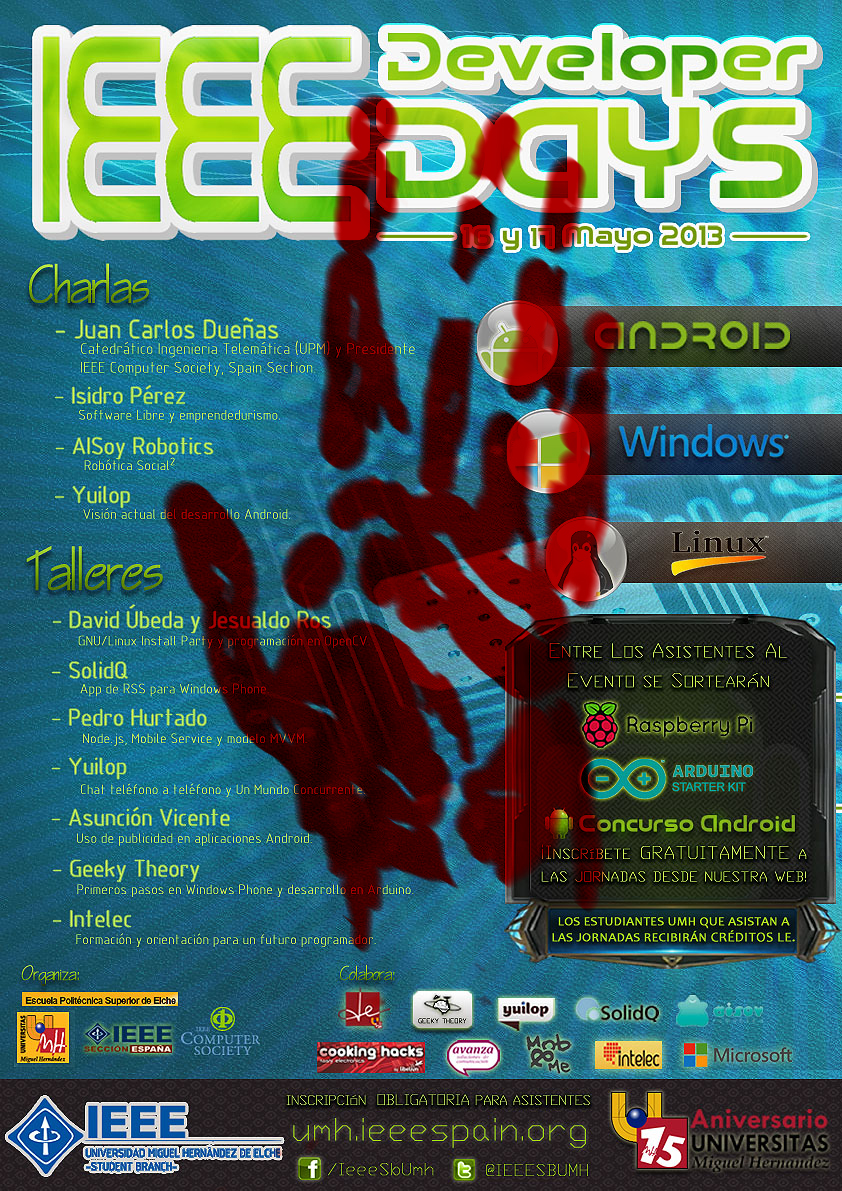 IEEE Developer
DAYS
16 y 17 Mayo 2013
Charlas
- Juan Carlos Dueñas
Catedrático Ingenieria Telemática (UPM) y Presidente
IEEE Computer Society, Spain Section.
- Isidro Pérez
Software Libre y emprendedurismo.
- AISoy Robotics
Robótica Social²
- Yuilop
Visión actual del desarrollo Android.
ANDROID
Windows
Linux
Talleres
- David Úbeda y Jesualdo Ros
GNU/Linux Install Party y programación en OpenCV.
- SolidQ
App de RSS para Windows Phone.
- Pedro Hurtado
Node.js, Mobile Service y modelo MVVM.
- Yuilop
Chat teléfono a teléfono y Un Mundo Concurrente.
- Asunción Vicente
Uso de publicidad en aplicaciones Android.
- Geeky Theory
Primeros pasos en Windows Phone y desarrollo en Arduino.
- Intelec
Formación y orientación para un futuro programador.
Entre Los Asistentes Al
Evento se Sortearán
Raspberry Pi
ARDUINO
STARTER KIT
Concurso Android
¡Inscríbete GRATUITAMENTE a
las jornadas desde nuestra web!
LOS ESTUDIANTES UMH QUE ASISTAN A
LAS JORNADAS RECIBIRÁN CRÉDITOS LE.
Organiza:
Escuela Politécnica Superior de Elche
UNIVERSITAS
Miguel Hernández
IEEE
SECCIÓN ESPAÑA
IEEE
COMPUTER
SOCIETY
Colabora:
GEEKY THEORY
yuilop
SolidQ
cooking hacks
by libelium
avanza
Mob
& Me
intelec
Microsoft
IEEE
UNIVERSIDAD MIGUEL HERNÁNDEZ DE ELCHE
-STUDENT BRANCH-
INSCRIPCIÓN OBLIGATORIA PARA ASISTENTES
umh.ieeespain.org
/IeeeSbUmh @IEEESBUMH
15 Aniversario
UNIVERSITAS
Miguel Hernández